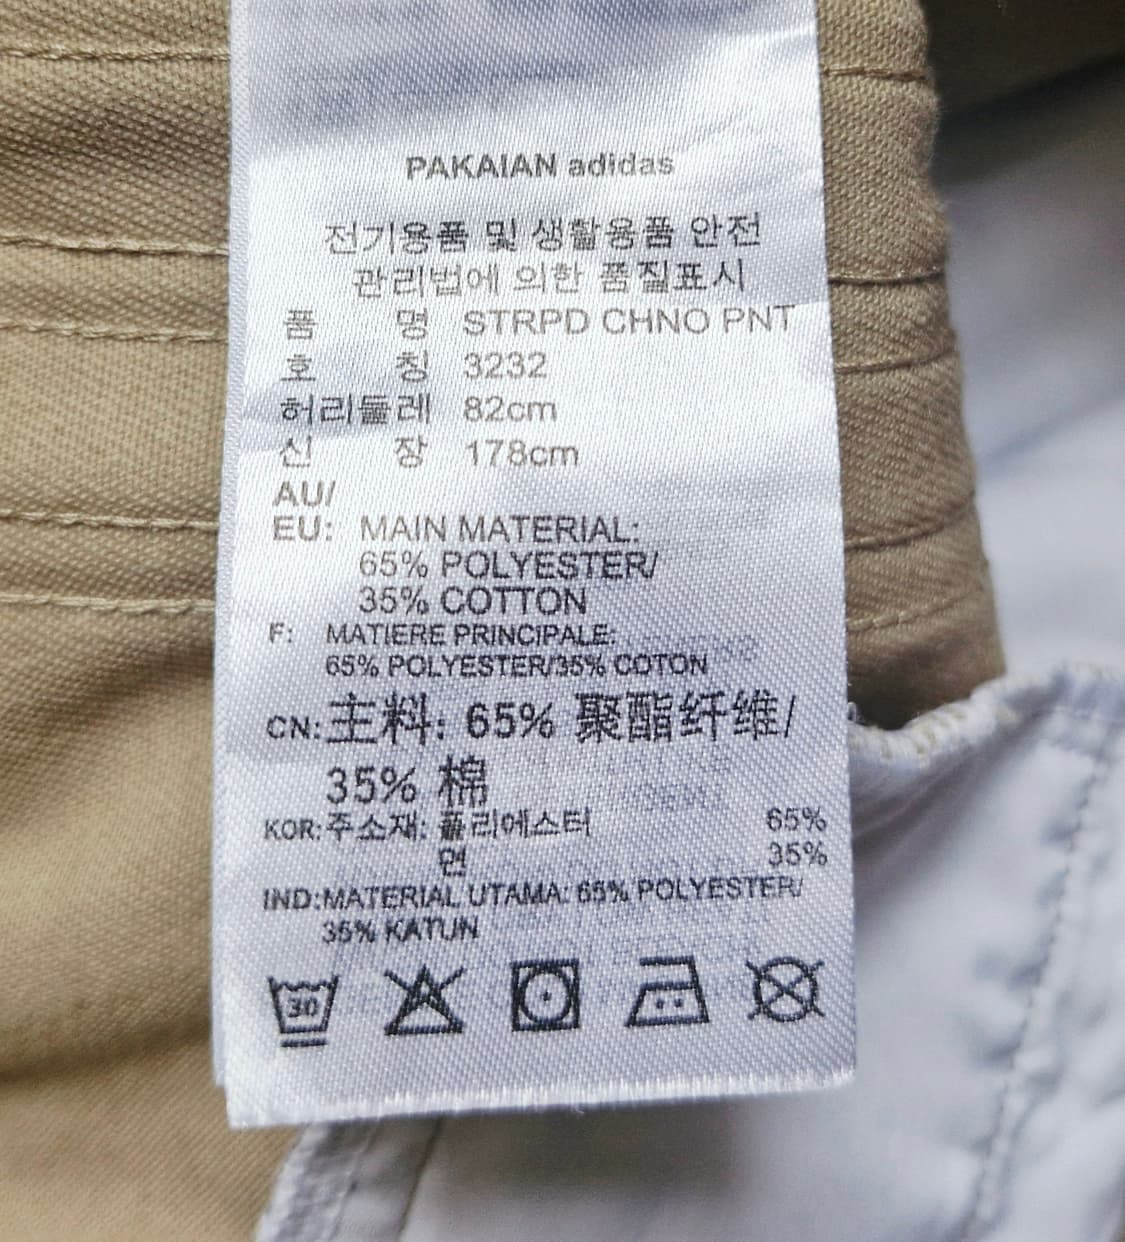 PAKAIAN adidas
전기용품 및 생활용품 안전
관리법에 의한 품질표시
품 명 STRPD CHNO PNT
호 칭 3232
허리둘레 82cm
신 장 178cm
AU/
EU: MAIN MATERIAL:
65% POLYESTER/
35% COTTON
F: MATIERE PRINCIPALE:
65% POLYESTER/35% COTON
CN: 主料: 65% 聚酯纤维/
35% 棉
KOR: 주소재: 폴리에스터 65%
면 35%
IND: MATERIAL UTAMA: 65% POLYESTER/
35% KATUN
30